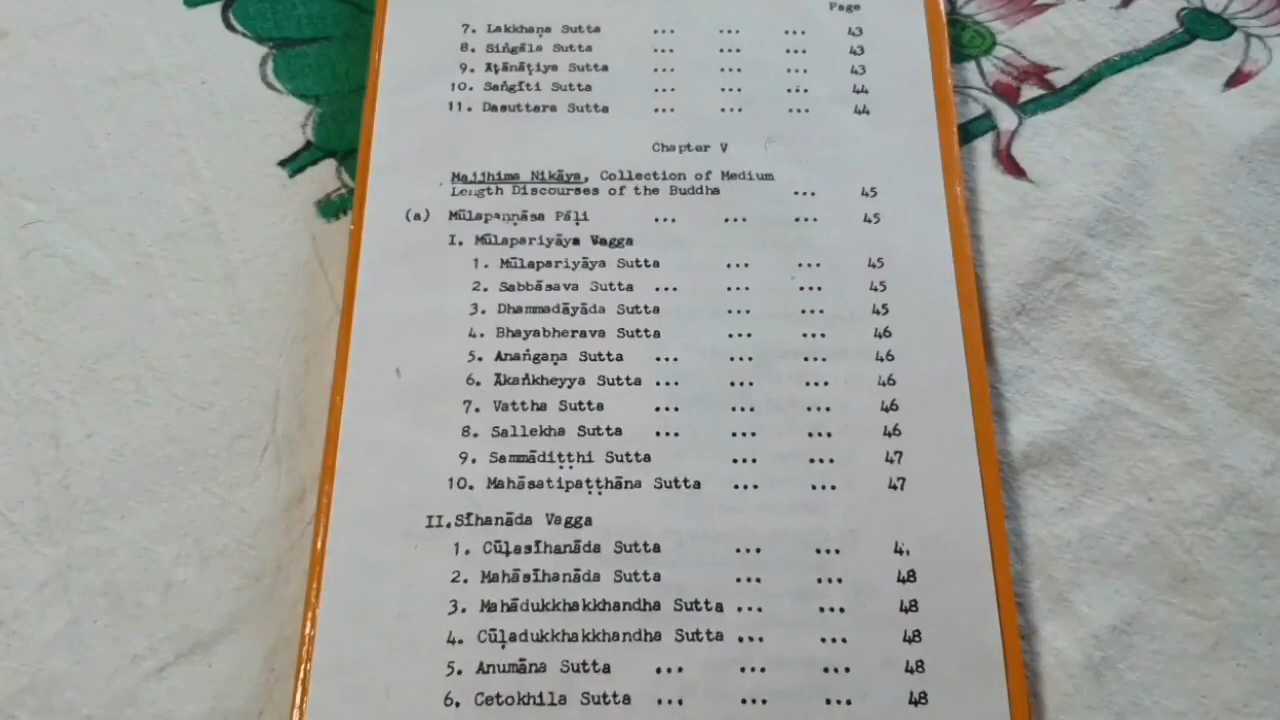 Page
7. Lakkhaṇa Sutta ... ... ... 43
8. Siṅgāla Sutta ... ... ... 43
9. Āṭānāṭiya Sutta ... ... ... 43
10. Saṅgīti Sutta ... ... ... 44
11. Dasuttara Sutta ... ... ... 44
Chapter V
Majjhima Nikāya, Collection of Medium
Length Discourses of the Buddha ... 45
(a) Mūlapaṇṇāsa Pāḷi ... ... ... 45
I. Mūlapariyāya Vagga
1. Mūlapariyāya Sutta ... ... 45
2. Sabbāsava Sutta ... ... ... 45
3. Dhammadāyāda Sutta ... ... 45
4. Bhayabherava Sutta ... ... 46
5. Anaṅgaṇa Sutta ... ... ... 46
6. Ākaṅkheyya Sutta ... ... ... 46
7. Vattha Sutta ... ... ... 46
8. Sallekha Sutta ... ... ... 46
9. Sammādiṭṭhi Sutta ... ... 47
10. Mahāsatipaṭṭhāna Sutta ... ... 47
II. Sīhanāda Vagga
1. Cūḷasīhanāda Sutta ... ...
2. Mahāsīhanāda Sutta ... ... 48
3. Mahādukkhakkhandha Sutta ... ... 48
4. Cūḷadukkhakkhandha Sutta ... ... 48
5. Anumāna Sutta ... ... ... 48
6. Cetokhila Sutta ... ... ... 48